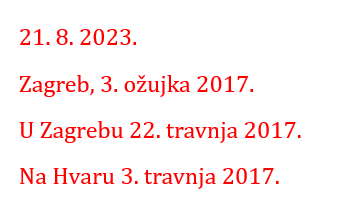 21. 8. 2023.
Zagreb, 3. ožujka 2017.
U Zagrebu 22. travnja 2017.
Na Hvaru 3. travnja 2017.